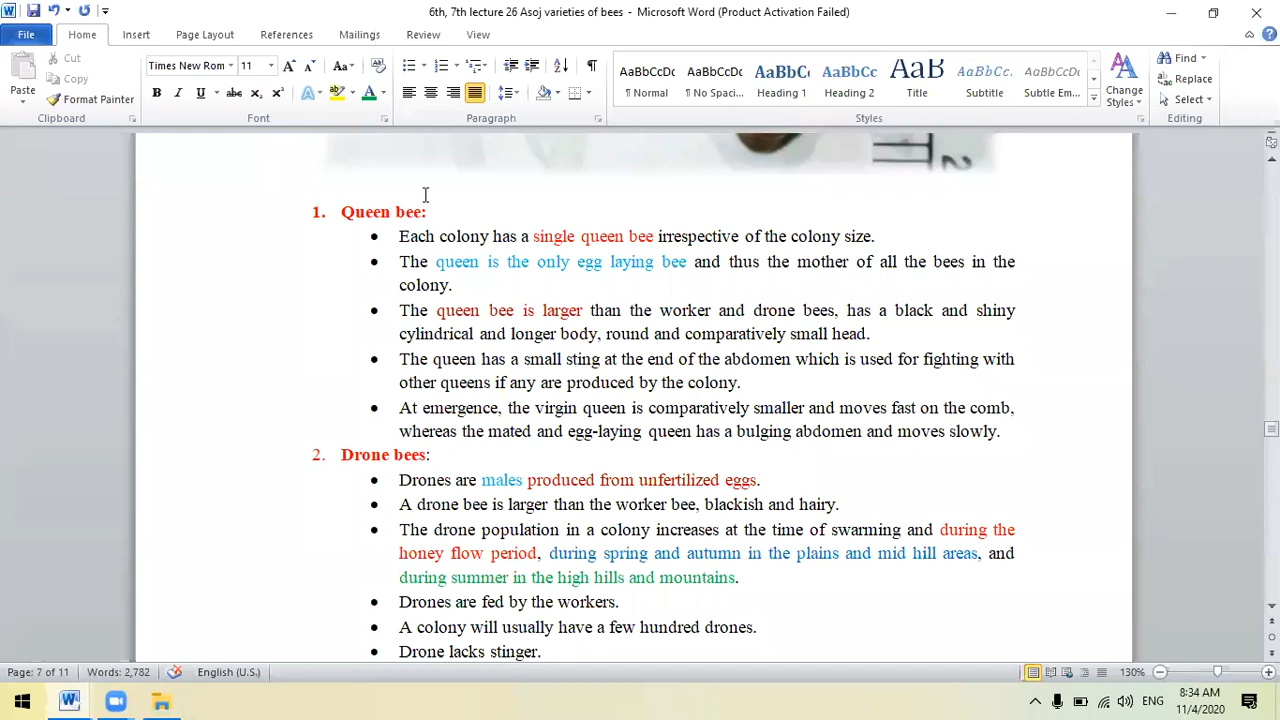 6th, 7th lecture 26 Asoj varieties of bees - Microsoft Word (Product Activation Failed)
File Home Insert Page Layout References Mailings Review View
Cut
Copy
Paste
Format Painter
Clipboard
Times New Rom 11
Font
Paragraph
AaBbCcDc AaBbCcDc AaBbCc AaBbCc AaB AaBbCcDc AaBbCcDc
¶ Normal ¶ No Spaci... Heading 1 Heading 2 Title Subtitle Subtle Em...
Styles
Change Styles
Find
Replace
Select
Editing
2
1. Queen bee:
• Each colony has a single queen bee irrespective of the colony size.
• The queen is the only egg laying bee and thus the mother of all the bees in the
colony.
• The queen bee is larger than the worker and drone bees, has a black and shiny
cylindrical and longer body, round and comparatively small head.
• The queen has a small sting at the end of the abdomen which is used for fighting with
other queens if any are produced by the colony.
• At emergence, the virgin queen is comparatively smaller and moves fast on the comb,
whereas the mated and egg-laying queen has a bulging abdomen and moves slowly.
2. Drone bees:
• Drones are males produced from unfertilized eggs.
• A drone bee is larger than the worker bee, blackish and hairy.
• The drone population in a colony increases at the time of swarming and during the
honey flow period, during spring and autumn in the plains and mid hill areas, and
during summer in the high hills and mountains.
• Drones are fed by the workers.
• A colony will usually have a few hundred drones.
• Drone lacks stinger.
Page: 7 of 11 Words: 2,782 English (U.S.) 130%
ENG 8:34 AM
11/4/2020